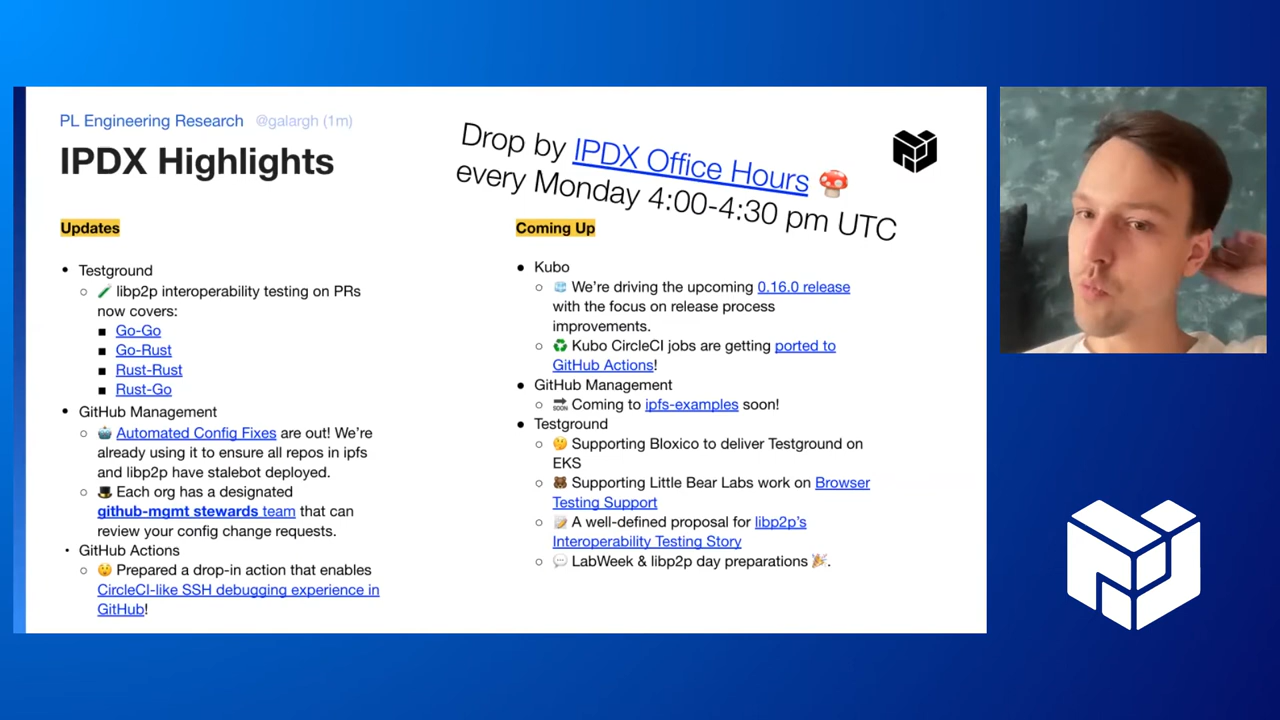 PL Engineering Research @galargh (1m)
IPDX Highlights
Drop by IPDX Office Hours 🍄
every Monday 4:00-4:30 pm UTC
Updates
• Testground
○ 🧪 libp2p interoperability testing on PRs
now covers:
■ Go-Go
■ Go-Rust
■ Rust-Rust
■ Rust-Go
• GitHub Management
○ 🤖 Automated Config Fixes are out! We're
already using it to ensure all repos in ipfs
and libp2p have stalebot deployed.
○ 🎩 Each org has a designated
github-mgmt stewards team that can
review your config change requests.
• GitHub Actions
○ 😲 Prepared a drop-in action that enables
CircleCI-like SSH debugging experience in
GitHub!
Coming Up
● Kubo
○ 🧊 We're driving the upcoming 0.16.0 release
with the focus on release process
improvements.
○ ♻️ Kubo CircleCI jobs are getting ported to
GitHub Actions!
● GitHub Management
○ 🔜 Coming to ipfs-examples soon!
● Testground
○ 🤔 Supporting Bloxico to deliver Testground on
EKS
○ 🐻 Supporting Little Bear Labs work on Browser
Testing Support
○ 📝 A well-defined proposal for libp2p's
Interoperability Testing Story
○ 💬 LabWeek & libp2p day preparations 🎉.